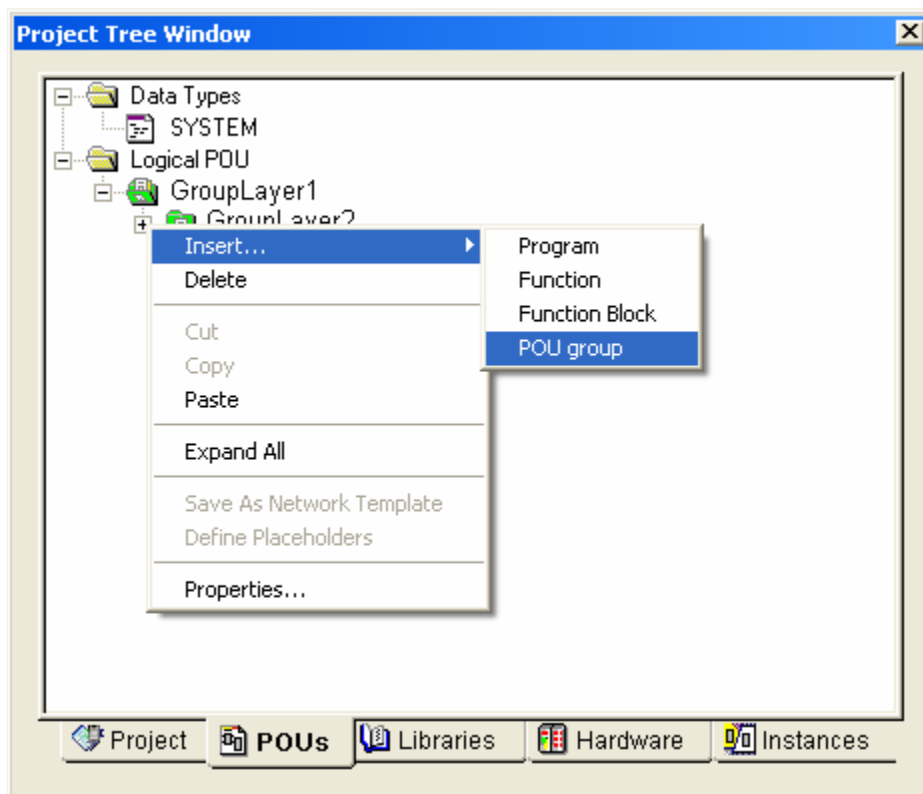 Project Tree Window
Data Types
SYSTEM
Logical POU
GroupLayer1
GroupLayer2
Insert...
Delete
Cut
Copy
Paste
Expand All
Save As Network Template
Define Placeholders
Properties...
Program
Function
Function Block
POU group
Project POUs Libraries Hardware Instances